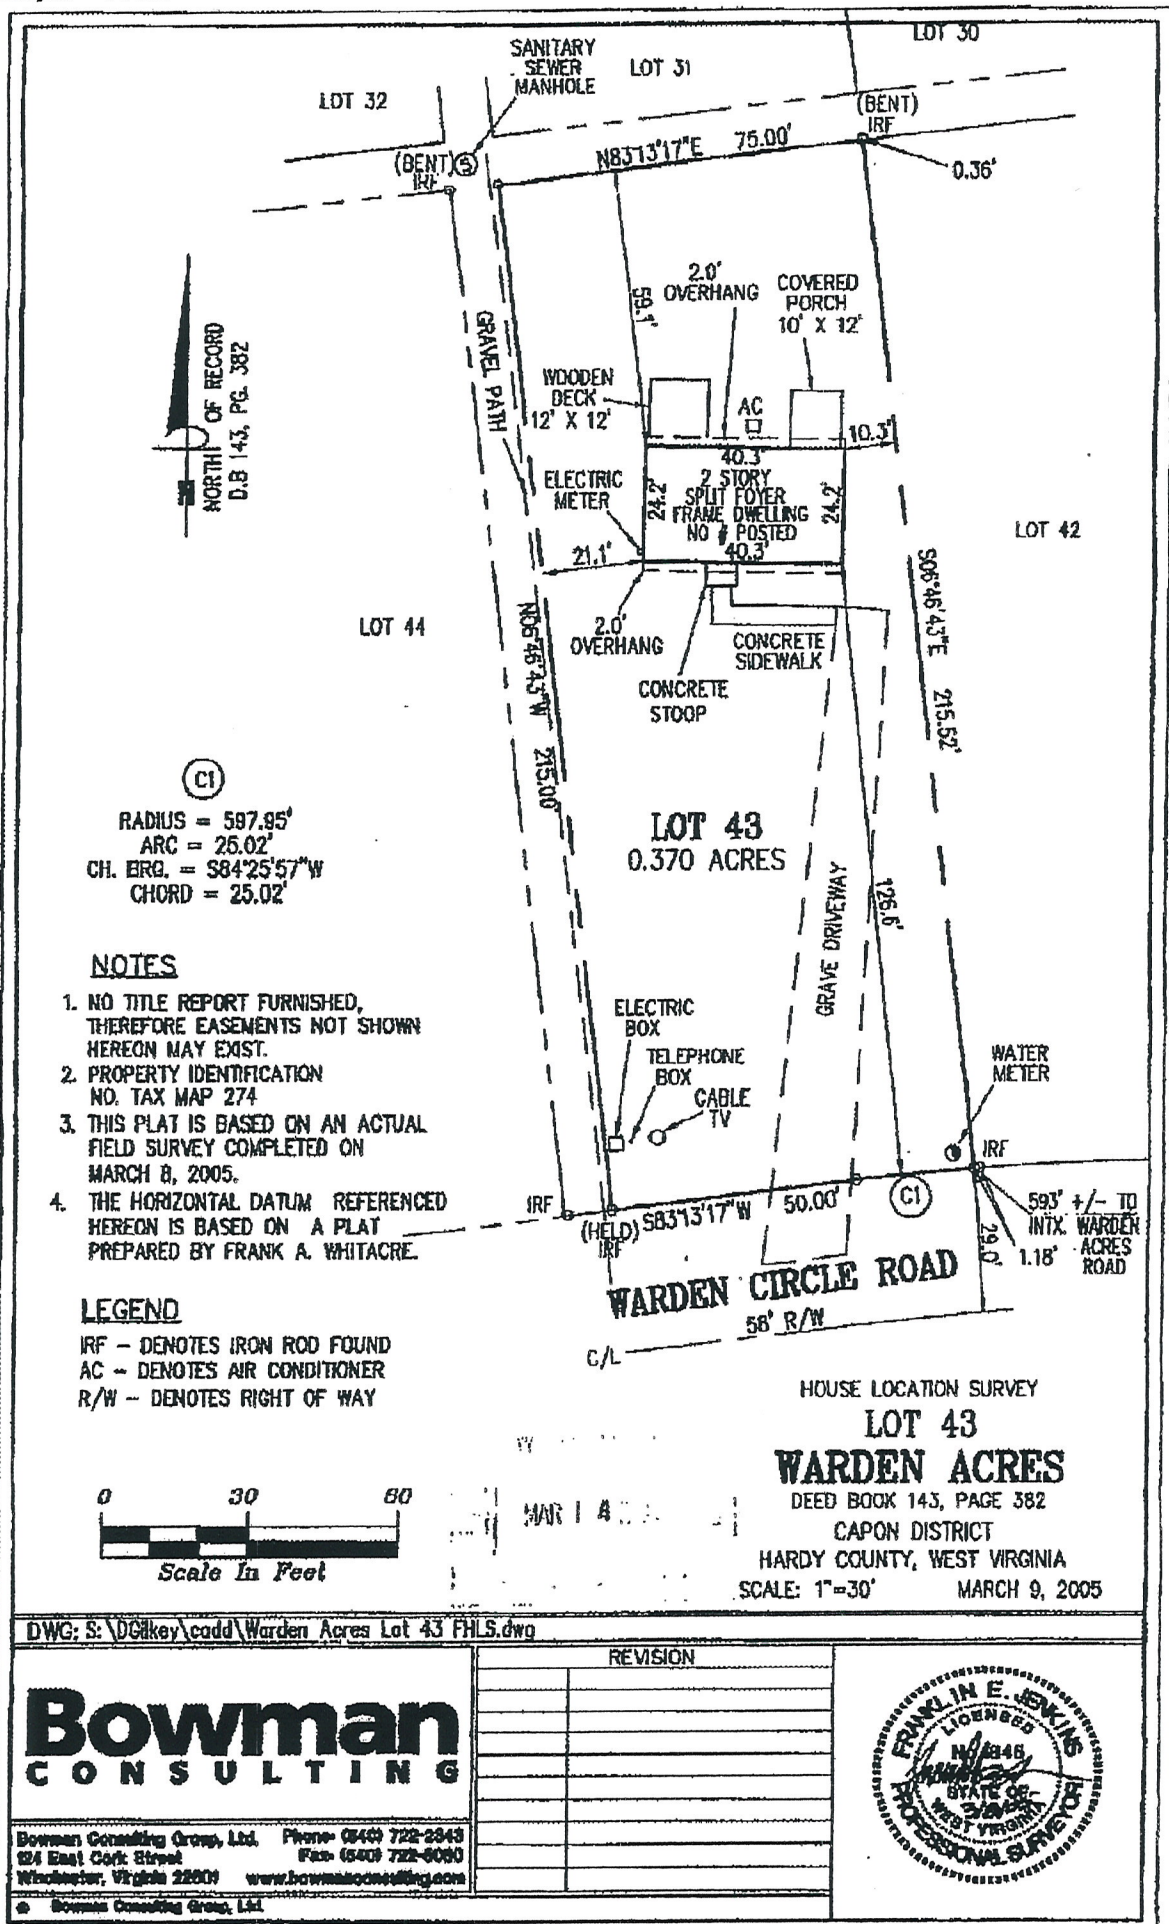 LOT 30
SANITARY
SEWER
MANHOLE
LOT 31
LOT 32
(BENT)
IRF
(BENT)
IRF
S
N83°13'17"E 75.00'
0.36'
NORTH OF RECORD
D.B 143, PG. 382
GRAVEL PATH
59.1'
2.0'
OVERHANG
COVERED
PORCH
10' X 12'
WOODEN
DECK
12' X 12'
AC
10.3'
40.3'
2 STORY
SPLIT FOYER
FRAME DWELLING
NO # POSTED
40.3'
24.2'
24.2'
ELECTRIC
METER
21.1'
LOT 42
LOT 44
2.0'
OVERHANG
CONCRETE
SIDEWALK
CONCRETE
STOOP
N06°46'43"W 215.00'
S06°46'43"E 215.52'
C1
RADIUS = 597.95'
ARC = 25.02'
CH. BRG. = S84°25'57"W
CHORD = 25.02'
LOT 43
0.370 ACRES
GRAVE DRIVEWAY
126.6'
NOTES
1. NO TITLE REPORT FURNISHED,
THEREFORE EASEMENTS NOT SHOWN
HEREON MAY EXIST.
2. PROPERTY IDENTIFICATION
NO. TAX MAP 274
3. THIS PLAT IS BASED ON AN ACTUAL
FIELD SURVEY COMPLETED ON
MARCH 8, 2005.
4. THE HORIZONTAL DATUM REFERENCED
HEREON IS BASED ON A PLAT
PREPARED BY FRANK A. WHITACRE.
ELECTRIC
BOX
TELEPHONE
BOX
CABLE
TV
WATER
METER
IRF
IRF
(HELD)
IRF
S83°13'17"W 50.00'
C1
593' +/- TO
INTX. WARDEN
ACRES
ROAD
1.18'
29.0'
WARDEN CIRCLE ROAD
58' R/W
C/L
LEGEND
IRF - DENOTES IRON ROD FOUND
AC - DENOTES AIR CONDITIONER
R/W - DENOTES RIGHT OF WAY
HOUSE LOCATION SURVEY
LOT 43
WARDEN ACRES
DEED BOOK 143, PAGE 382
CAPON DISTRICT
HARDY COUNTY, WEST VIRGINIA
SCALE: 1"=30' MARCH 9, 2005
0 30 60
Scale In Feet
MAR 14
DWG: S:\DGilkey\cadd\Warden Acres Lot 43 FHLS.dwg
Bowman
CONSULTING
Bowman Consulting Group, Ltd.
124 East Cork Street
Winchester, Virginia 22601
Phone (540) 722-2343
Fax (540) 722-5080
www.bowmanconsulting.com
© Bowman Consulting Group, Ltd.
REVISION
FRANKLIN E. JENKINS
LICENSED
STATE OF
WEST VIRGINIA
PROFESSIONAL SURVEYOR